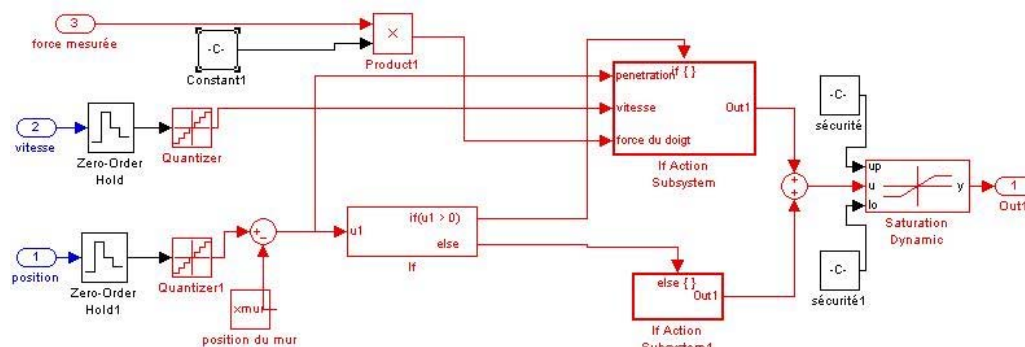 3
force mesurée
-C-
Constant1
×
Product1
if { }
penetration
vitesse
force du doigt
Out1
If Action
Subsystem
2
vitesse
Zero-Order
Hold
Quantizer
-C-
sécurité
up
u
lo
y
Saturation
Dynamic
1
Out1
+
+
1
position
Zero-Order
Hold1
Quantizer1
+
−
xmur
position du mur
u1
if(u1 > 0)
else
If
else { }
Out1
If Action
Subsystem1
-C-
sécurité1